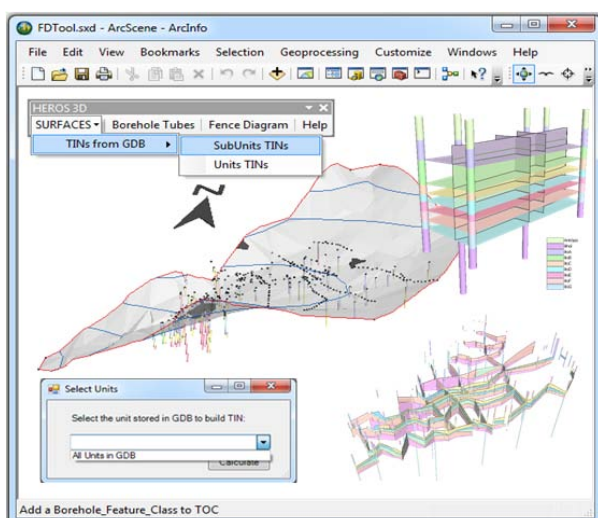 FDTool.sxd - ArcScene - ArcInfo
File Edit View Bookmarks Selection Geoprocessing Customize Windows Help
HEROS 3D
SURFACES Borehole Tubes Fence Diagram Help
TINs from GDB
SubUnits TINs
Units TINs
Select Units
Select the unit stored in GDB to build TIN:
All Units in GDB
Calculate
Add a Borehole_Feature_Class to TOC